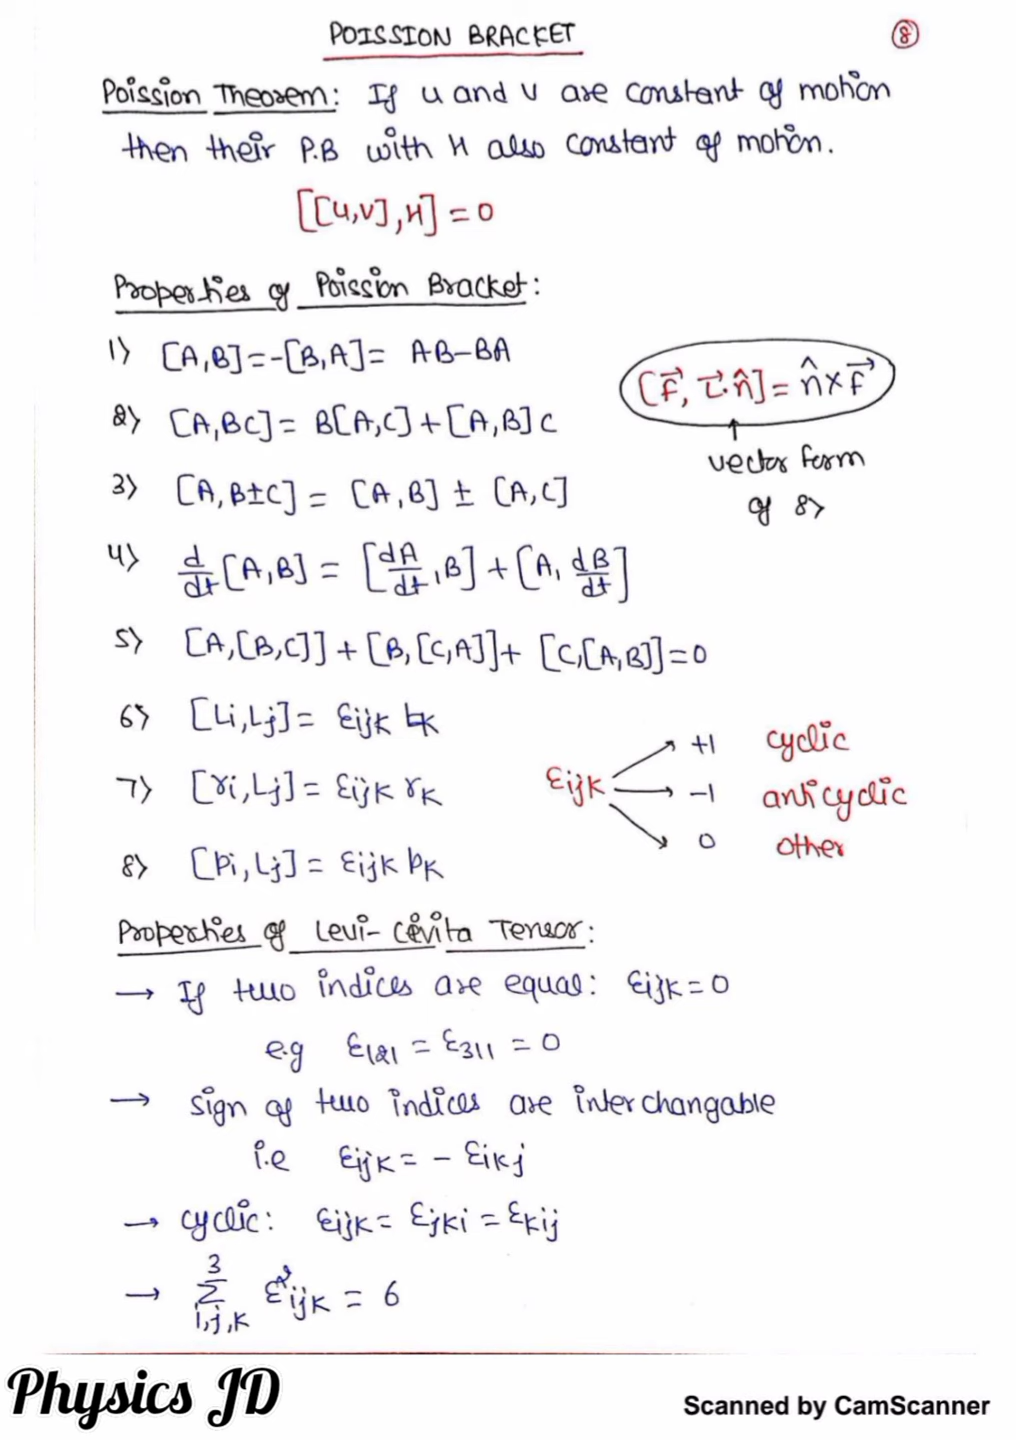 POISSION BRACKET
8
Poission Theorem: If u and v are constant of motion
then their P.B with H also constant of motion.
[[u,v],H] = 0
Properties of Poission Bracket:
1) [A,B] = -[B,A] = AB-BA
2) [A,BC] = B[A,C] + [A,B]C
[F⃗, L⃗.n̂] = n̂ × F⃗
vector form
of 8)
3) [A,B±C] = [A,B] ± [A,C]
4) d/dt [A,B] = [dA/dt, B] + [A, dB/dt]
5) [A,[B,C]] + [B,[C,A]] + [C,[A,B]] = 0
6) [Li,Lj] = εijk Lk
7) [ri,Lj] = εijk rk
8) [Pi,Lj] = εijk Pk
εijk
+1 cyclic
-1 anticyclic
0 other
Properties of Levi-Civita Tensor:
→ If two indices are equal: εijk = 0
e.g ε121 = ε311 = 0
→ sign of two indices are interchangable
i.e εijk = - εikj
→ cyclic: εijk = εjki = εkij
→ 3 Σ i,j,k ε²ijk = 6
Physics JD
Scanned by CamScanner